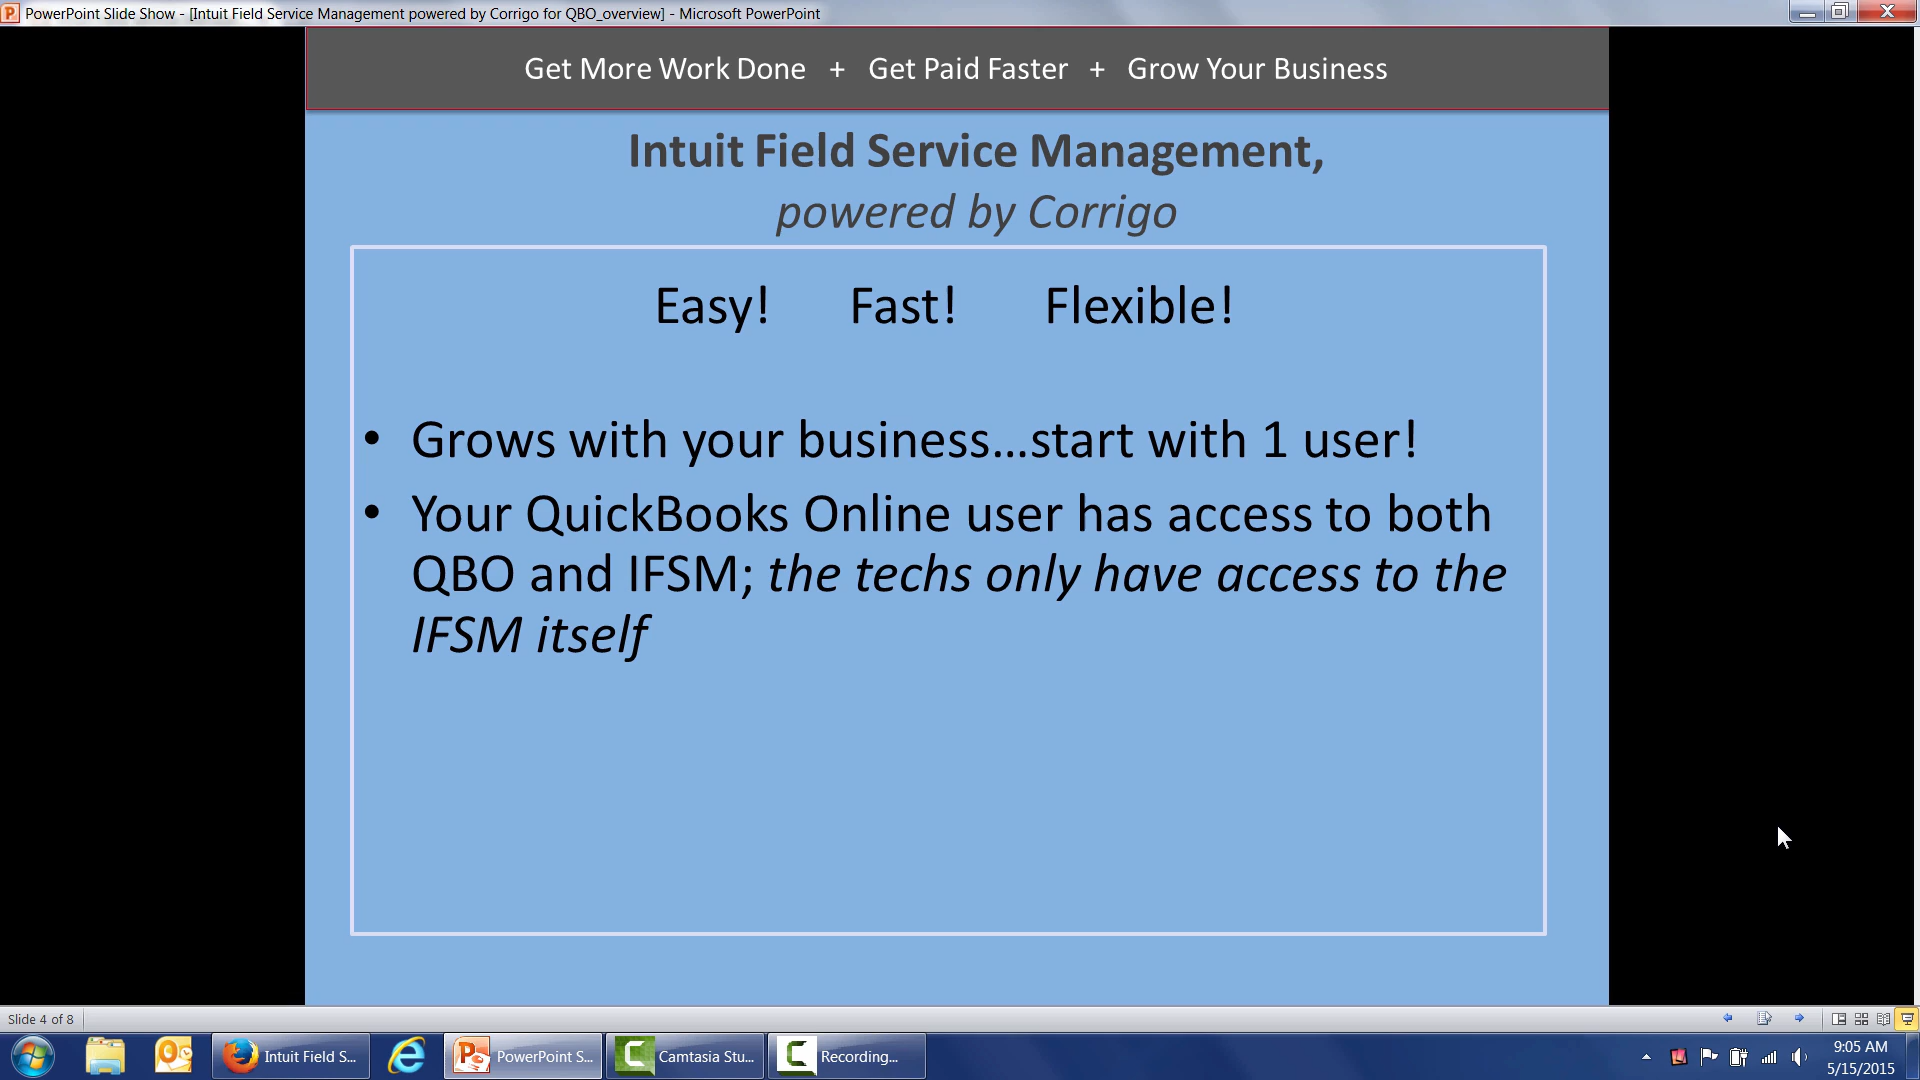 PowerPoint Slide Show - [Intuit Field Service Management powered by Corrigo for QBO_overview] - Microsoft PowerPoint
Get More Work Done + Get Paid Faster + Grow Your Business
Intuit Field Service Management,
powered by Corrigo
Easy! Fast! Flexible!
• Grows with your business...start with 1 user!
• Your QuickBooks Online user has access to both
QBO and IFSM; the techs only have access to the
IFSM itself
Slide 4 of 8
Intuit Field S...
PowerPoint S...
Camtasia Stu...
Recording...
9:05 AM
5/15/2015